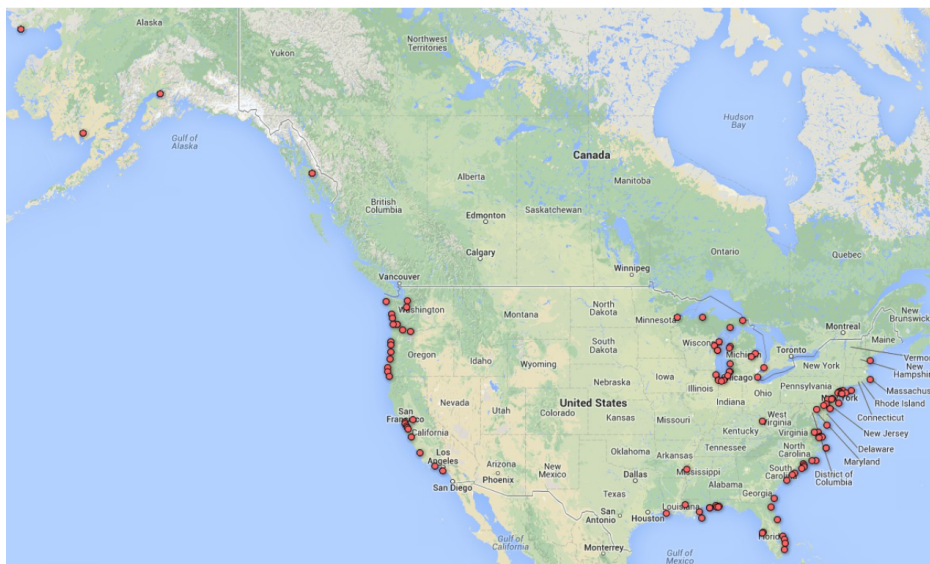 Alaska
Yukon
Northwest
Territories
Gulf of
Alaska
Hudson
Bay
Canada
Alberta
British
Columbia
Edmonton
Saskatchewan
Manitoba
Calgary
Ontario
Quebec
Vancouver
Winnipeg
Washington
Montana
North
Dakota
Minnesota
Montreal
New
Brunswick
Maine
Oregon
Idaho
Wyoming
South
Dakota
Wiscon
Michigan
Toronto
New York
Vermont
New
Hampshire
Nebraska
Iowa
Illinois
Chicago
Ohio
Indiana
Pennsylvania
New York
Massachus
Rhode Island
Connecticut
New Jersey
Delaware
Maryland
District of
Columbia
San
Francisco
Nevada
Utah
Colorado
United States
Kansas
Missouri
West
Virginia
Kentucky
Virginia
California
Los
Angeles
San Diego
Arizona
Phoenix
New
Mexico
Oklahoma
Arkansas
Tennessee
North
Carolina
Mississippi
South
Carolina
Dallas
Texas
Alabama
Georgia
San
Antonio
Houston
Louisiana
Florida
Gulf of
California
Monterrey
Gulf of
Mexico